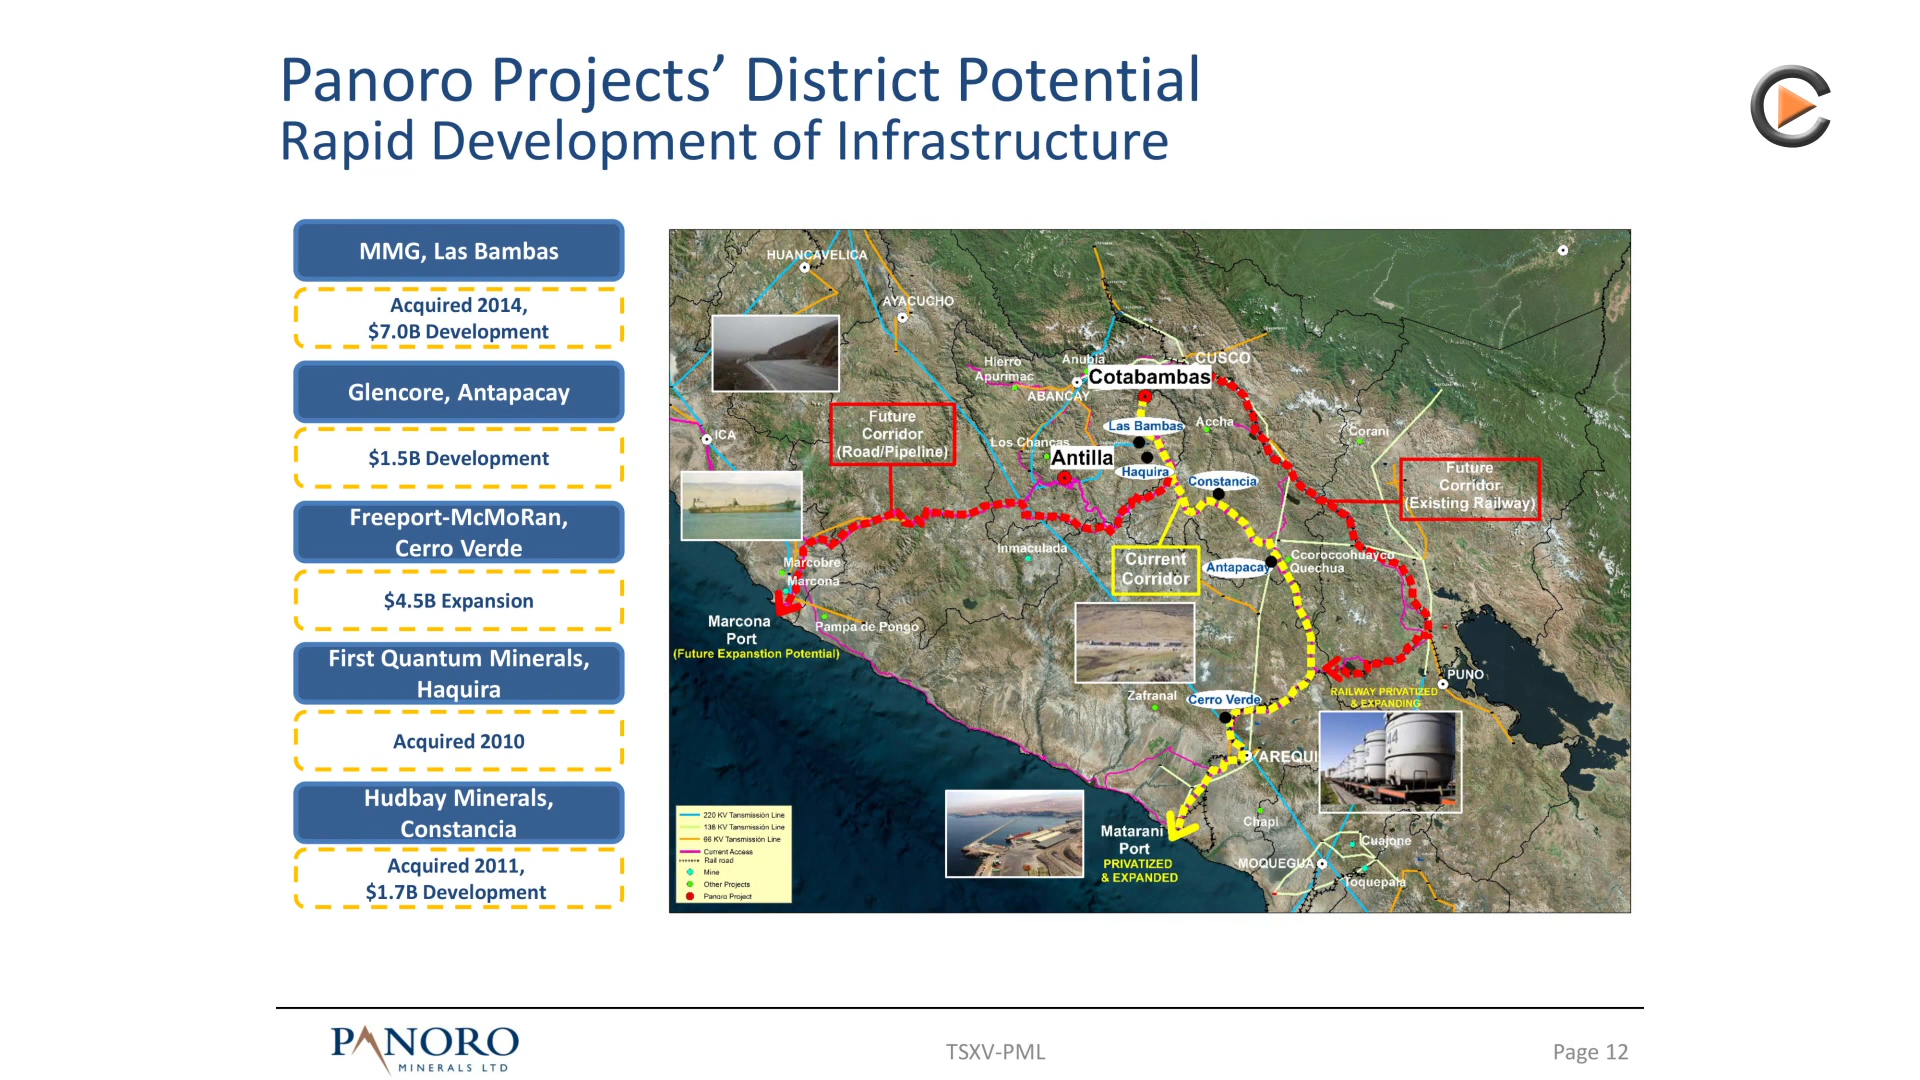 Panoro Projects’ District Potential
Rapid Development of Infrastructure
MMG, Las Bambas
Acquired 2014,
$7.0B Development
Glencore, Antapacay
$1.5B Development
Freeport-McMoRan,
Cerro Verde
$4.5B Expansion
First Quantum Minerals,
Haquira
Acquired 2010
Hudbay Minerals,
Constancia
Acquired 2011,
$1.7B Development
HUANCAVELICA
AYACUCHO
Hierro
Apurimac
Anubia
CUSCO
Cotabambas
ABANCAY
Future
Corridor
(Road/Pipeline)
ICA
Las Bambas
Accha
Corani
Los Chancas
Antilla
Haquira
Constancia
Future
Corridor
(Existing Railway)
Inmaculada
Current
Corridor
Antapacay
Ccoroccohuayco
Quechua
Marcobre
Marcona
Marcona
Port
(Future Expanstion Potential)
Pampa de Pongo
PUNO
RAILWAY PRIVATIZED
& EXPANDING
Zafranal
Cerro Verde
AREQUI
44
Matarani
Port
PRIVATIZED
& EXPANDED
Chapi
Cuajone
MOQUEGUA
Toquepala
220 KV Tansmissión Line
138 KV Tansmissión Line
66 KV Tansmissión Line
Current Access
Rail road
Mine
Other Projects
Panoro Project
PANORO
MINERALS LTD
TSXV-PML
Page 12